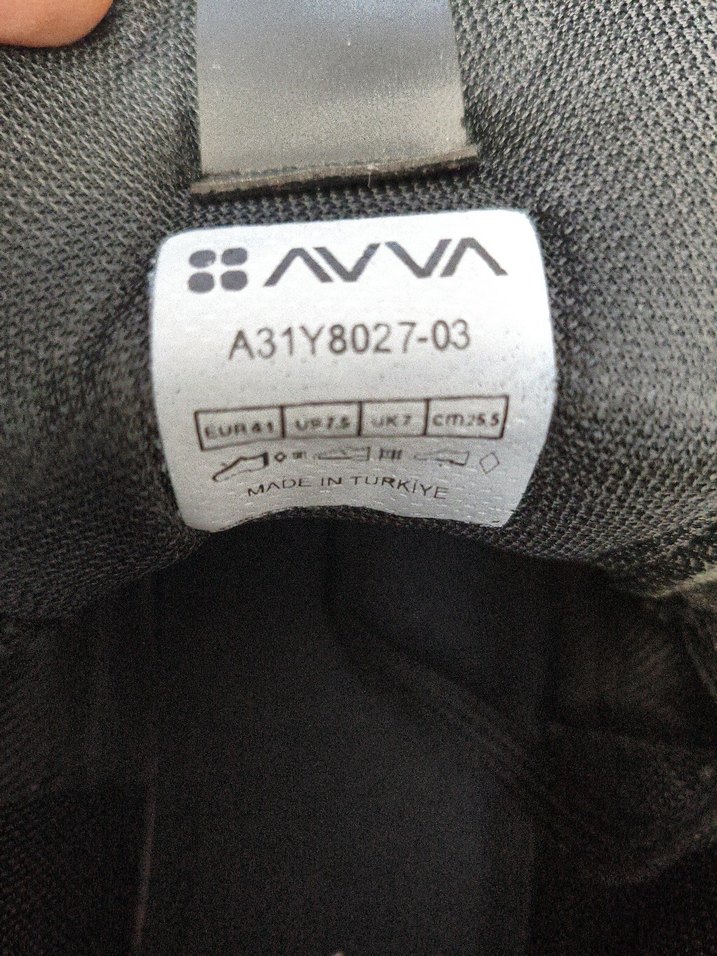 AVVA
A31Y8027-03
EUR 41 US 7.5 UK 7 cm 25.5
MADE IN TÜRKİYE